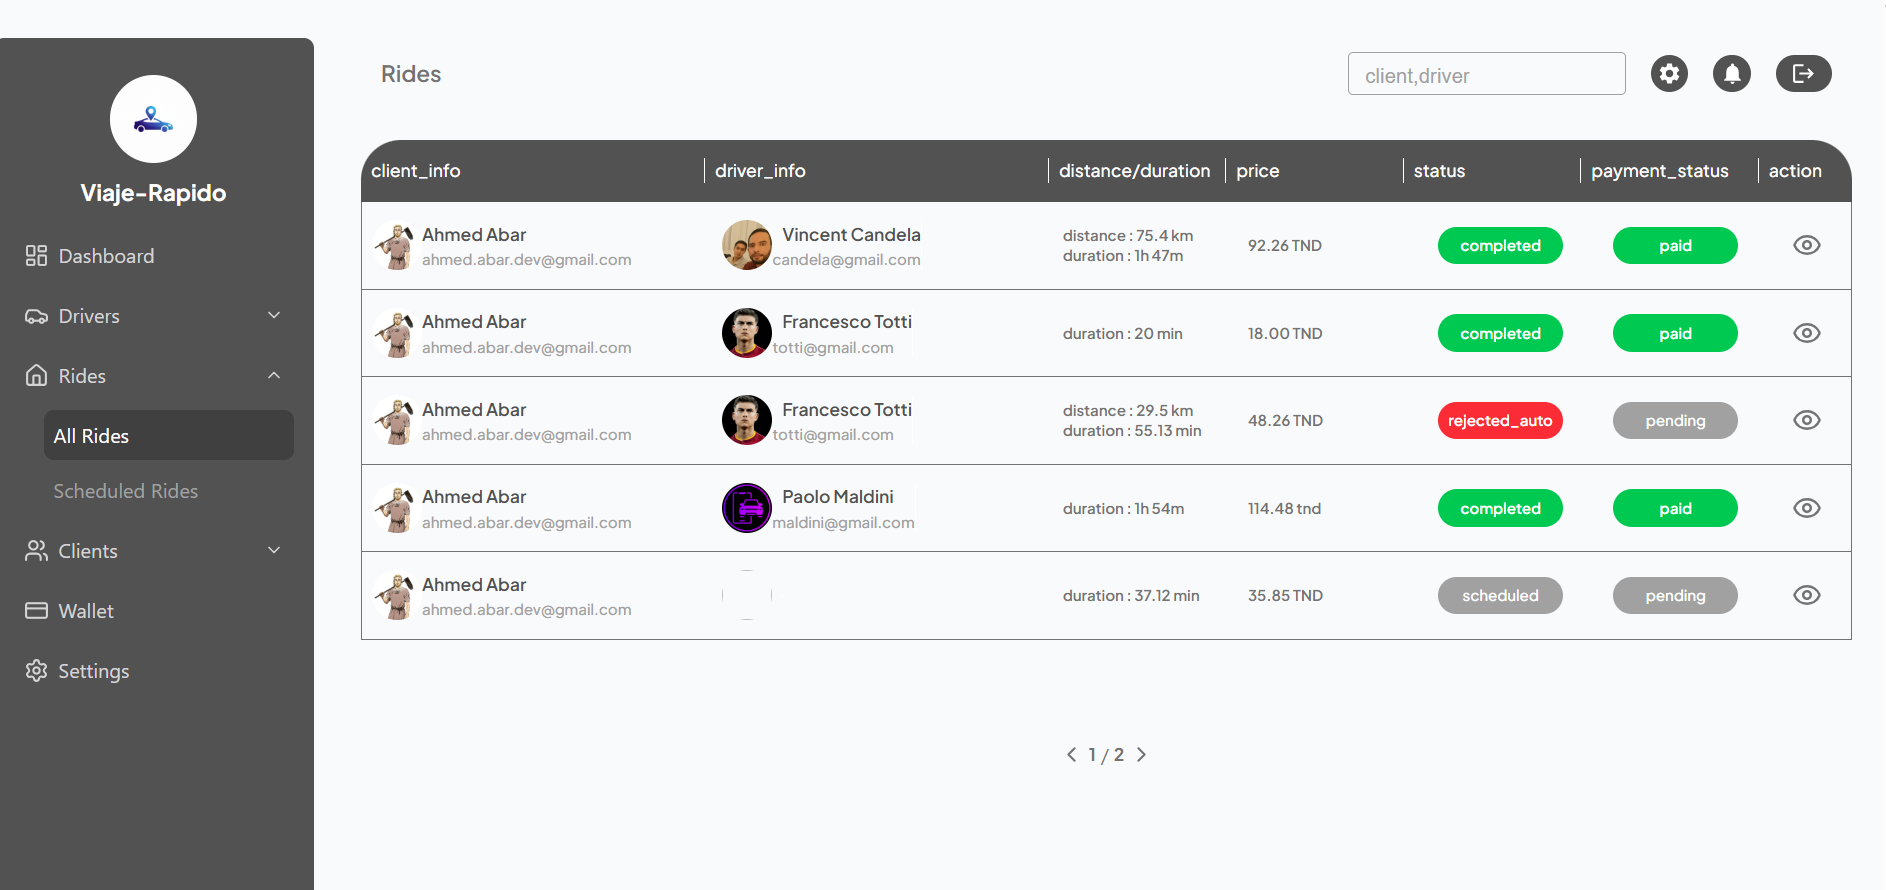 Viaje-Rapido
Dashboard
Drivers
Rides
All Rides
Scheduled Rides
Clients
Wallet
Settings
Rides
client,driver
client_info driver_info distance/duration price status payment_status action
Ahmed Abar
ahmed.abar.dev@gmail.com
Vincent Candela
candela@gmail.com
distance : 75.4 km
duration : 1h 47m
92.26 TND
completed
paid
Ahmed Abar
ahmed.abar.dev@gmail.com
Francesco Totti
totti@gmail.com
duration : 20 min
18.00 TND
completed
paid
Ahmed Abar
ahmed.abar.dev@gmail.com
Francesco Totti
totti@gmail.com
distance : 29.5 km
duration : 55.13 min
48.26 TND
rejected_auto
pending
Ahmed Abar
ahmed.abar.dev@gmail.com
Paolo Maldini
maldini@gmail.com
duration : 1h 54m
114.48 tnd
completed
paid
Ahmed Abar
ahmed.abar.dev@gmail.com
duration : 37.12 min
35.85 TND
scheduled
pending
1 / 2